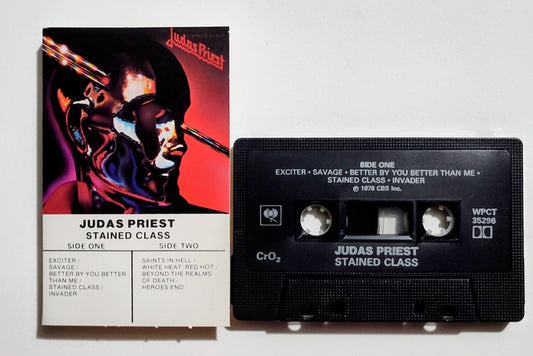 Judas Priest
JUDAS PRIEST
STAINED CLASS
SIDE ONE
EXCITER /
SAVAGE /
BETTER BY YOU BETTER
THAN ME /
STAINED CLASS /
INVADER
SIDE TWO
SAINTS IN HELL /
WHITE HEAT, RED HOT /
BEYOND THE REALMS
OF DEATH /
HEROES END
SIDE ONE
EXCITER • SAVAGE • BETTER BY YOU BETTER THAN ME •
STAINED CLASS • INVADER
℗ 1978 CBS Inc.
WPCT
35296
CrO₂
JUDAS PRIEST
STAINED CLASS